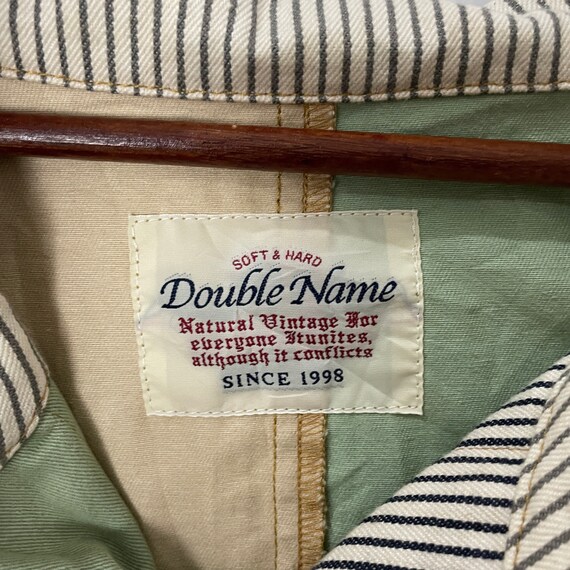 SOFT & HARD
Double Name
Natural Vintage For
everyone Itunites,
although it conflicts
SINCE 1998